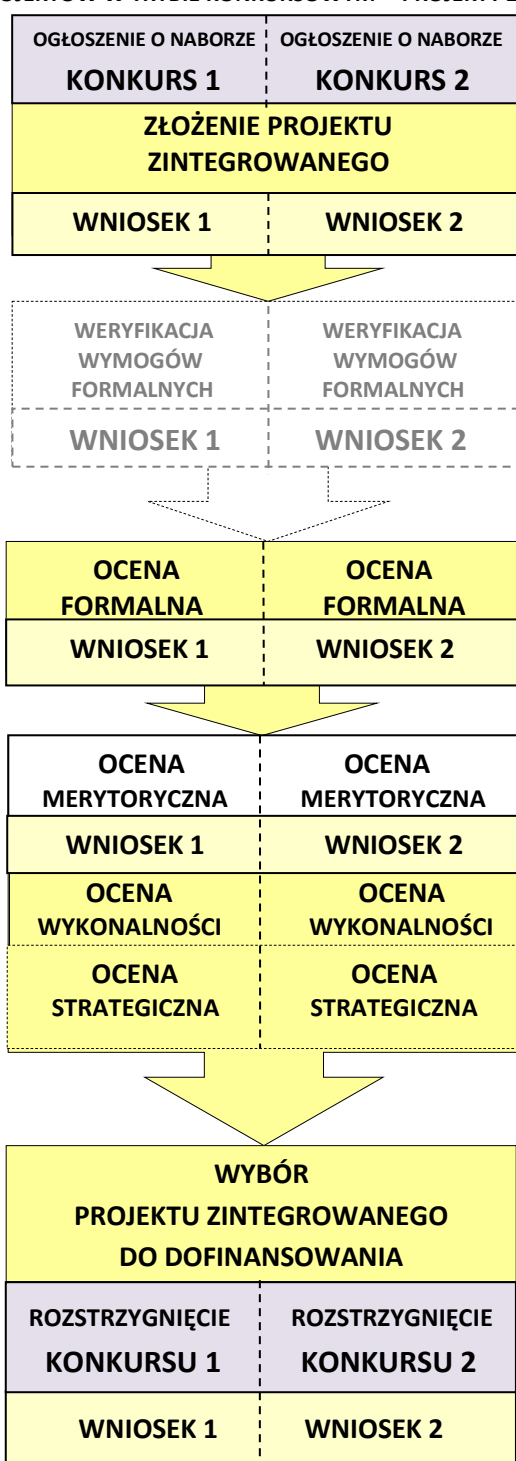 W TRYBIE KONKURSOWYM – PROJEKT
OGŁOSZENIE O NABORZE OGŁOSZENIE O NABORZE
KONKURS 1 KONKURS 2
ZŁOŻENIE PROJEKTU
ZINTEGROWANEGO
WNIOSEK 1 WNIOSEK 2
WERYFIKACJA WERYFIKACJA
WYMOGÓW WYMOGÓW
FORMALNYCH FORMALNYCH
WNIOSEK 1 WNIOSEK 2
OCENA OCENA
FORMALNA FORMALNA
WNIOSEK 1 WNIOSEK 2
OCENA OCENA
MERYTORYCZNA MERYTORYCZNA
WNIOSEK 1 WNIOSEK 2
OCENA OCENA
WYKONALNOŚCI WYKONALNOŚCI
OCENA OCENA
STRATEGICZNA STRATEGICZNA
WYBÓR
PROJEKTU ZINTEGROWANEGO
DO DOFINANSOWANIA
ROZSTRZYGNIĘCIE ROZSTRZYGNIĘCIE
KONKURSU 1 KONKURSU 2
WNIOSEK 1 WNIOSEK 2